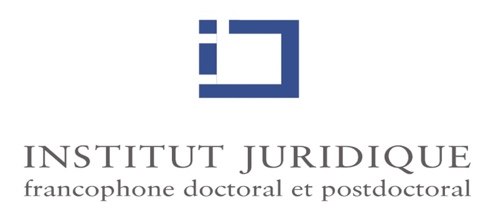 INSTITUT JURIDIQUE
francophone doctoral et postdoctoral